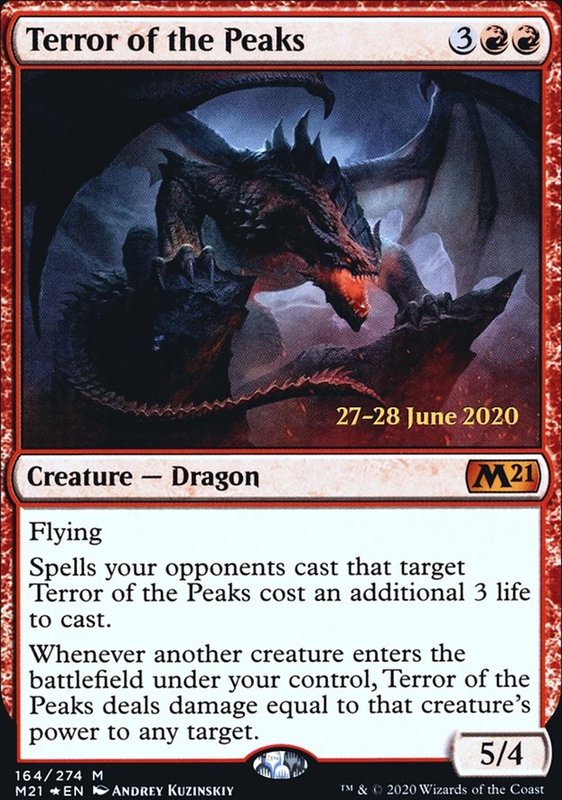 Terror of the Peaks 3
27–28 June 2020
Creature — Dragon M21
Flying
Spells your opponents cast that target
Terror of the Peaks cost an additional 3 life
to cast.
Whenever another creature enters the
battlefield under your control, Terror of the
Peaks deals damage equal to that creature's
power to any target.
5/4
164/274 M
M21 ★ EN ANDREY KUZINSKIY ™ & © 2020 Wizards of the Coast